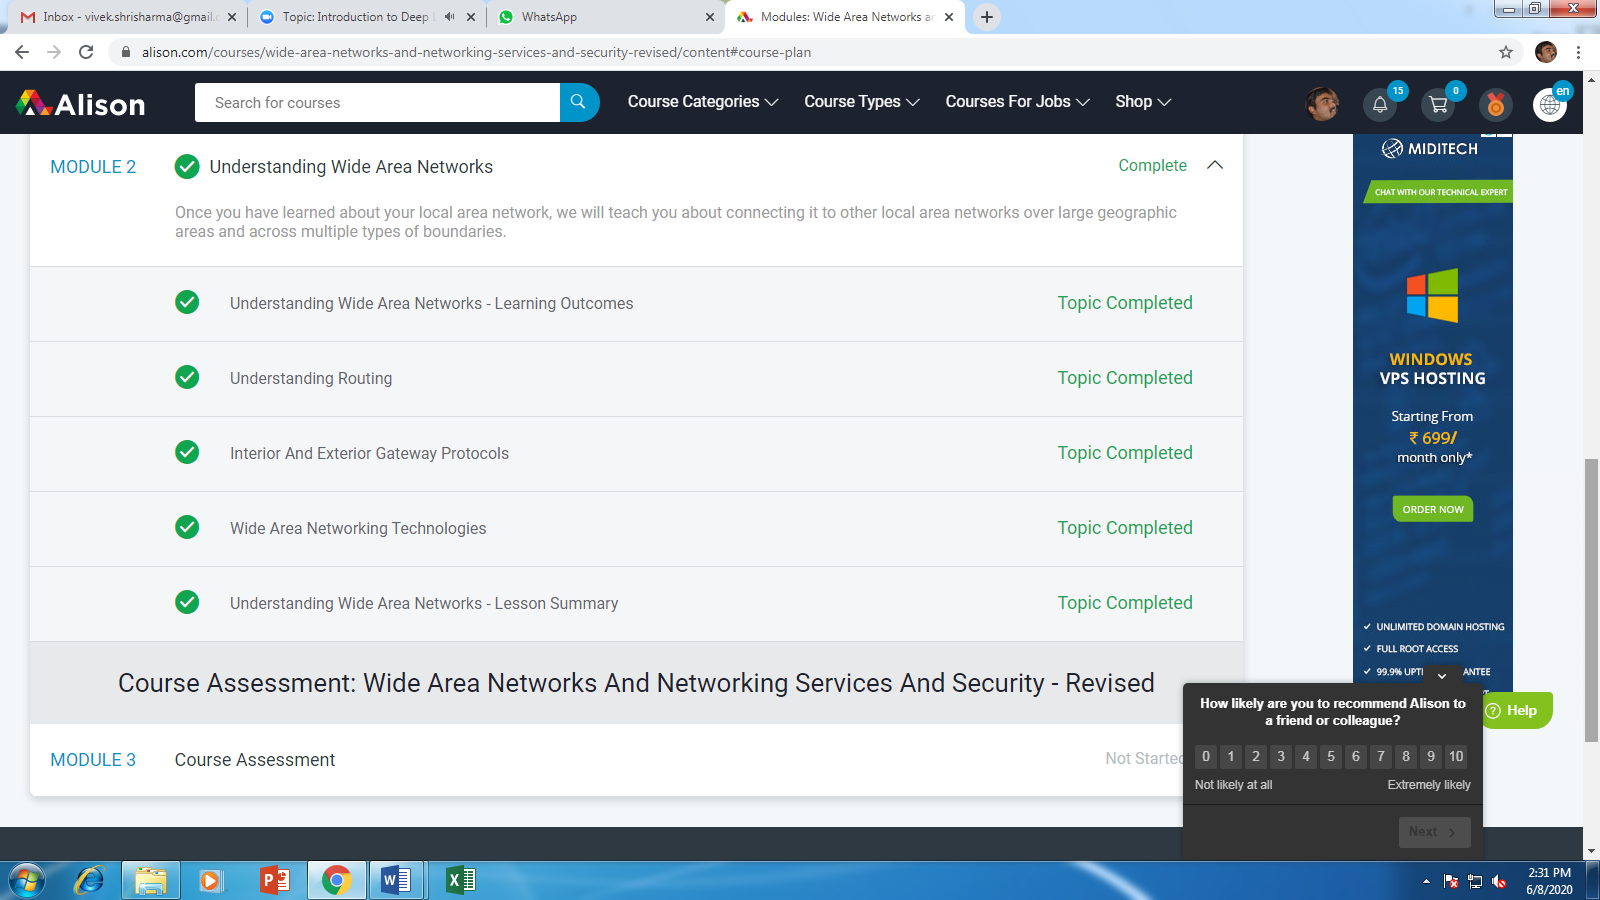 Inbox - vivek.shrisharma@gmail.c
Topic: Introduction to Deep
WhatsApp
Modules: Wide Area Networks ar
alison.com/courses/wide-area-networks-and-networking-services-and-security-revised/content#course-plan
Alison
Search for courses
Course Categories
Course Types
Courses For Jobs
Shop
15
0
en
MODULE 2
Understanding Wide Area Networks
Complete
Once you have learned about your local area network, we will teach you about connecting it to other local area networks over large geographic
areas and across multiple types of boundaries.
Understanding Wide Area Networks - Learning Outcomes
Topic Completed
Understanding Routing
Topic Completed
Interior And Exterior Gateway Protocols
Topic Completed
Wide Area Networking Technologies
Topic Completed
Understanding Wide Area Networks - Lesson Summary
Topic Completed
Course Assessment: Wide Area Networks And Networking Services And Security - Revised
MODULE 3
Course Assessment
Not Started
MIDITECH
CHAT WITH OUR TECHNICAL EXPERT
WINDOWS
VPS HOSTING
Starting From
₹ 699/
month only*
ORDER NOW
UNLIMITED DOMAIN HOSTING
FULL ROOT ACCESS
99.9% UPTI ANTEE
How likely are you to recommend Alison to
a friend or colleague?
0 1 2 3 4 5 6 7 8 9 10
Not likely at all
Extremely likely
Next
Help
2:31 PM
6/8/2020